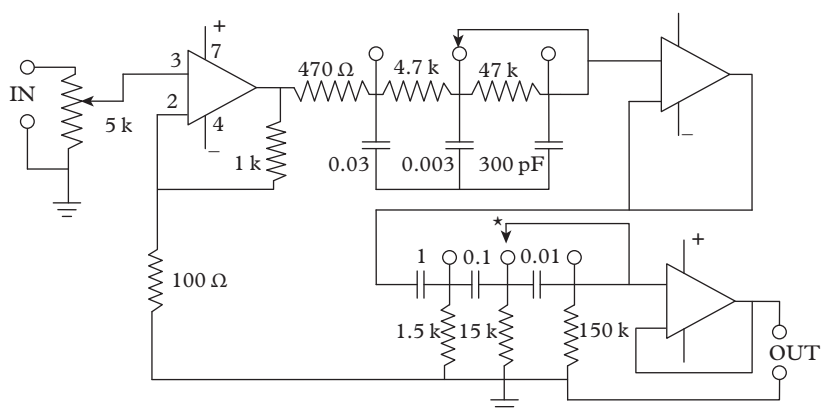 +
7
3
470 Ω
4.7 k
47 k
IN
2
5 k
4
−
1 k
0.03
0.003
300 pF
−
*
1
0.1
0.01
+
100 Ω
1.5 k
15 k
150 k
OUT